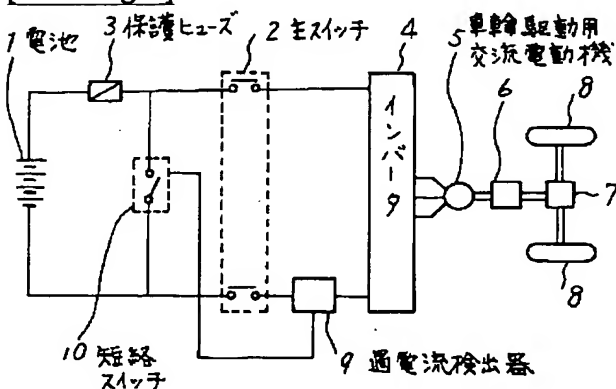 1 電池
3 保護ヒューズ
2 主スイッチ
4
5 車輪駆動用
交流電動機
6
8
インバータ
7
8
10 短絡
スイッチ
9 過電流検出器